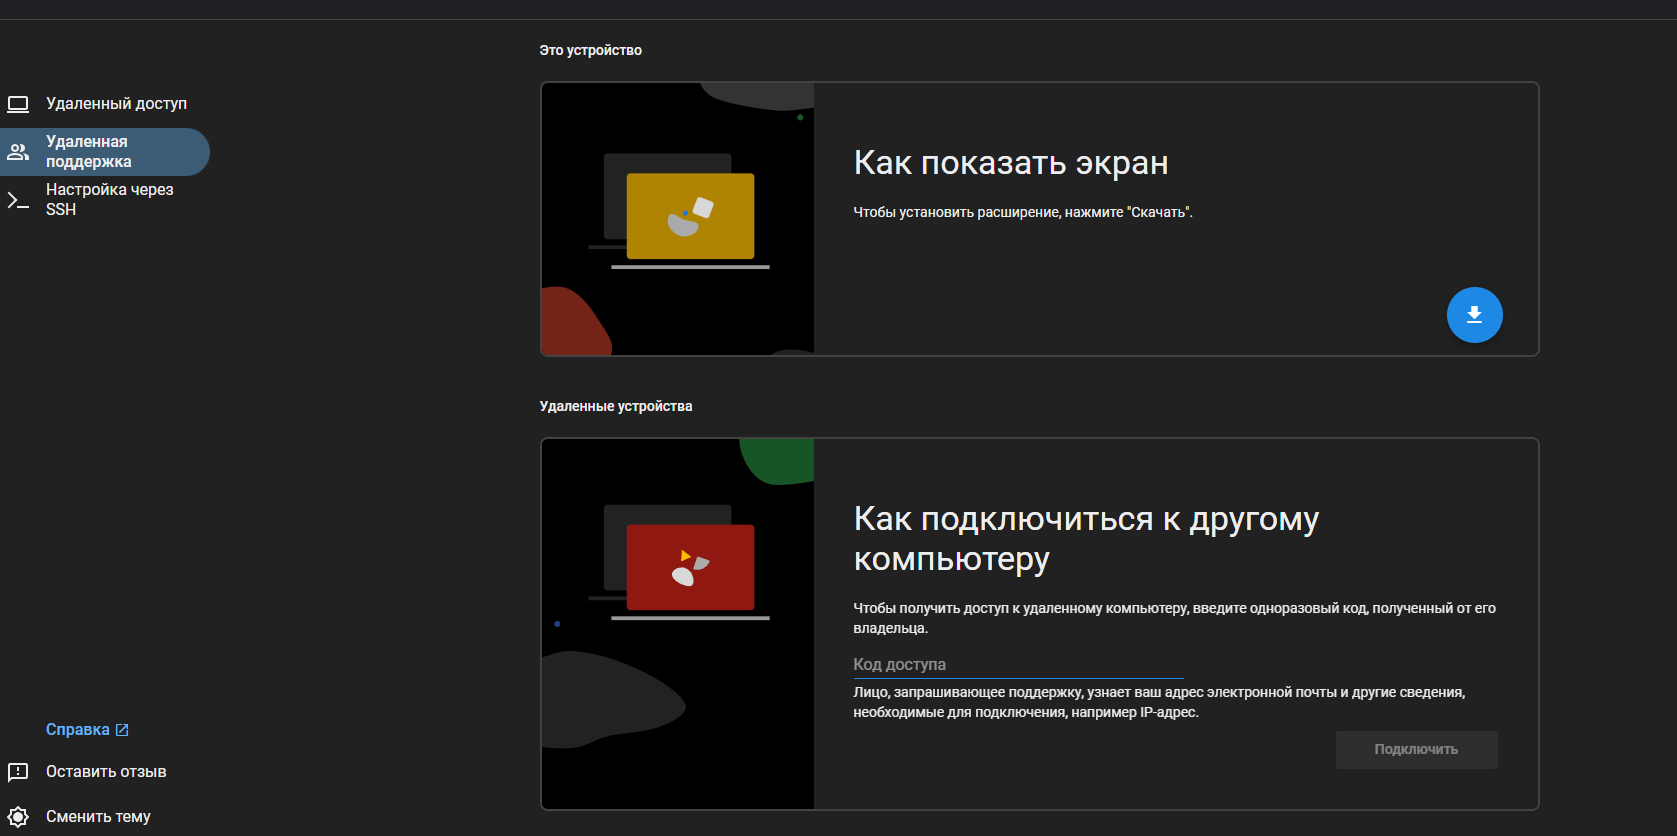 Это устройство
Удаленный доступ
Удаленная
поддержка
Настройка через
SSH
Как показать экран
Чтобы установить расширение, нажмите "Скачать".
Удаленные устройства
Как подключиться к другому
компьютеру
Чтобы получить доступ к удаленному компьютеру, введите одноразовый код, полученный от его
владельца.
Код доступа
Лицо, запрашивающее поддержку, узнает ваш адрес электронной почты и другие сведения,
необходимые для подключения, например IP-адрес.
Подключить
Справка
Оставить отзыв
Сменить тему